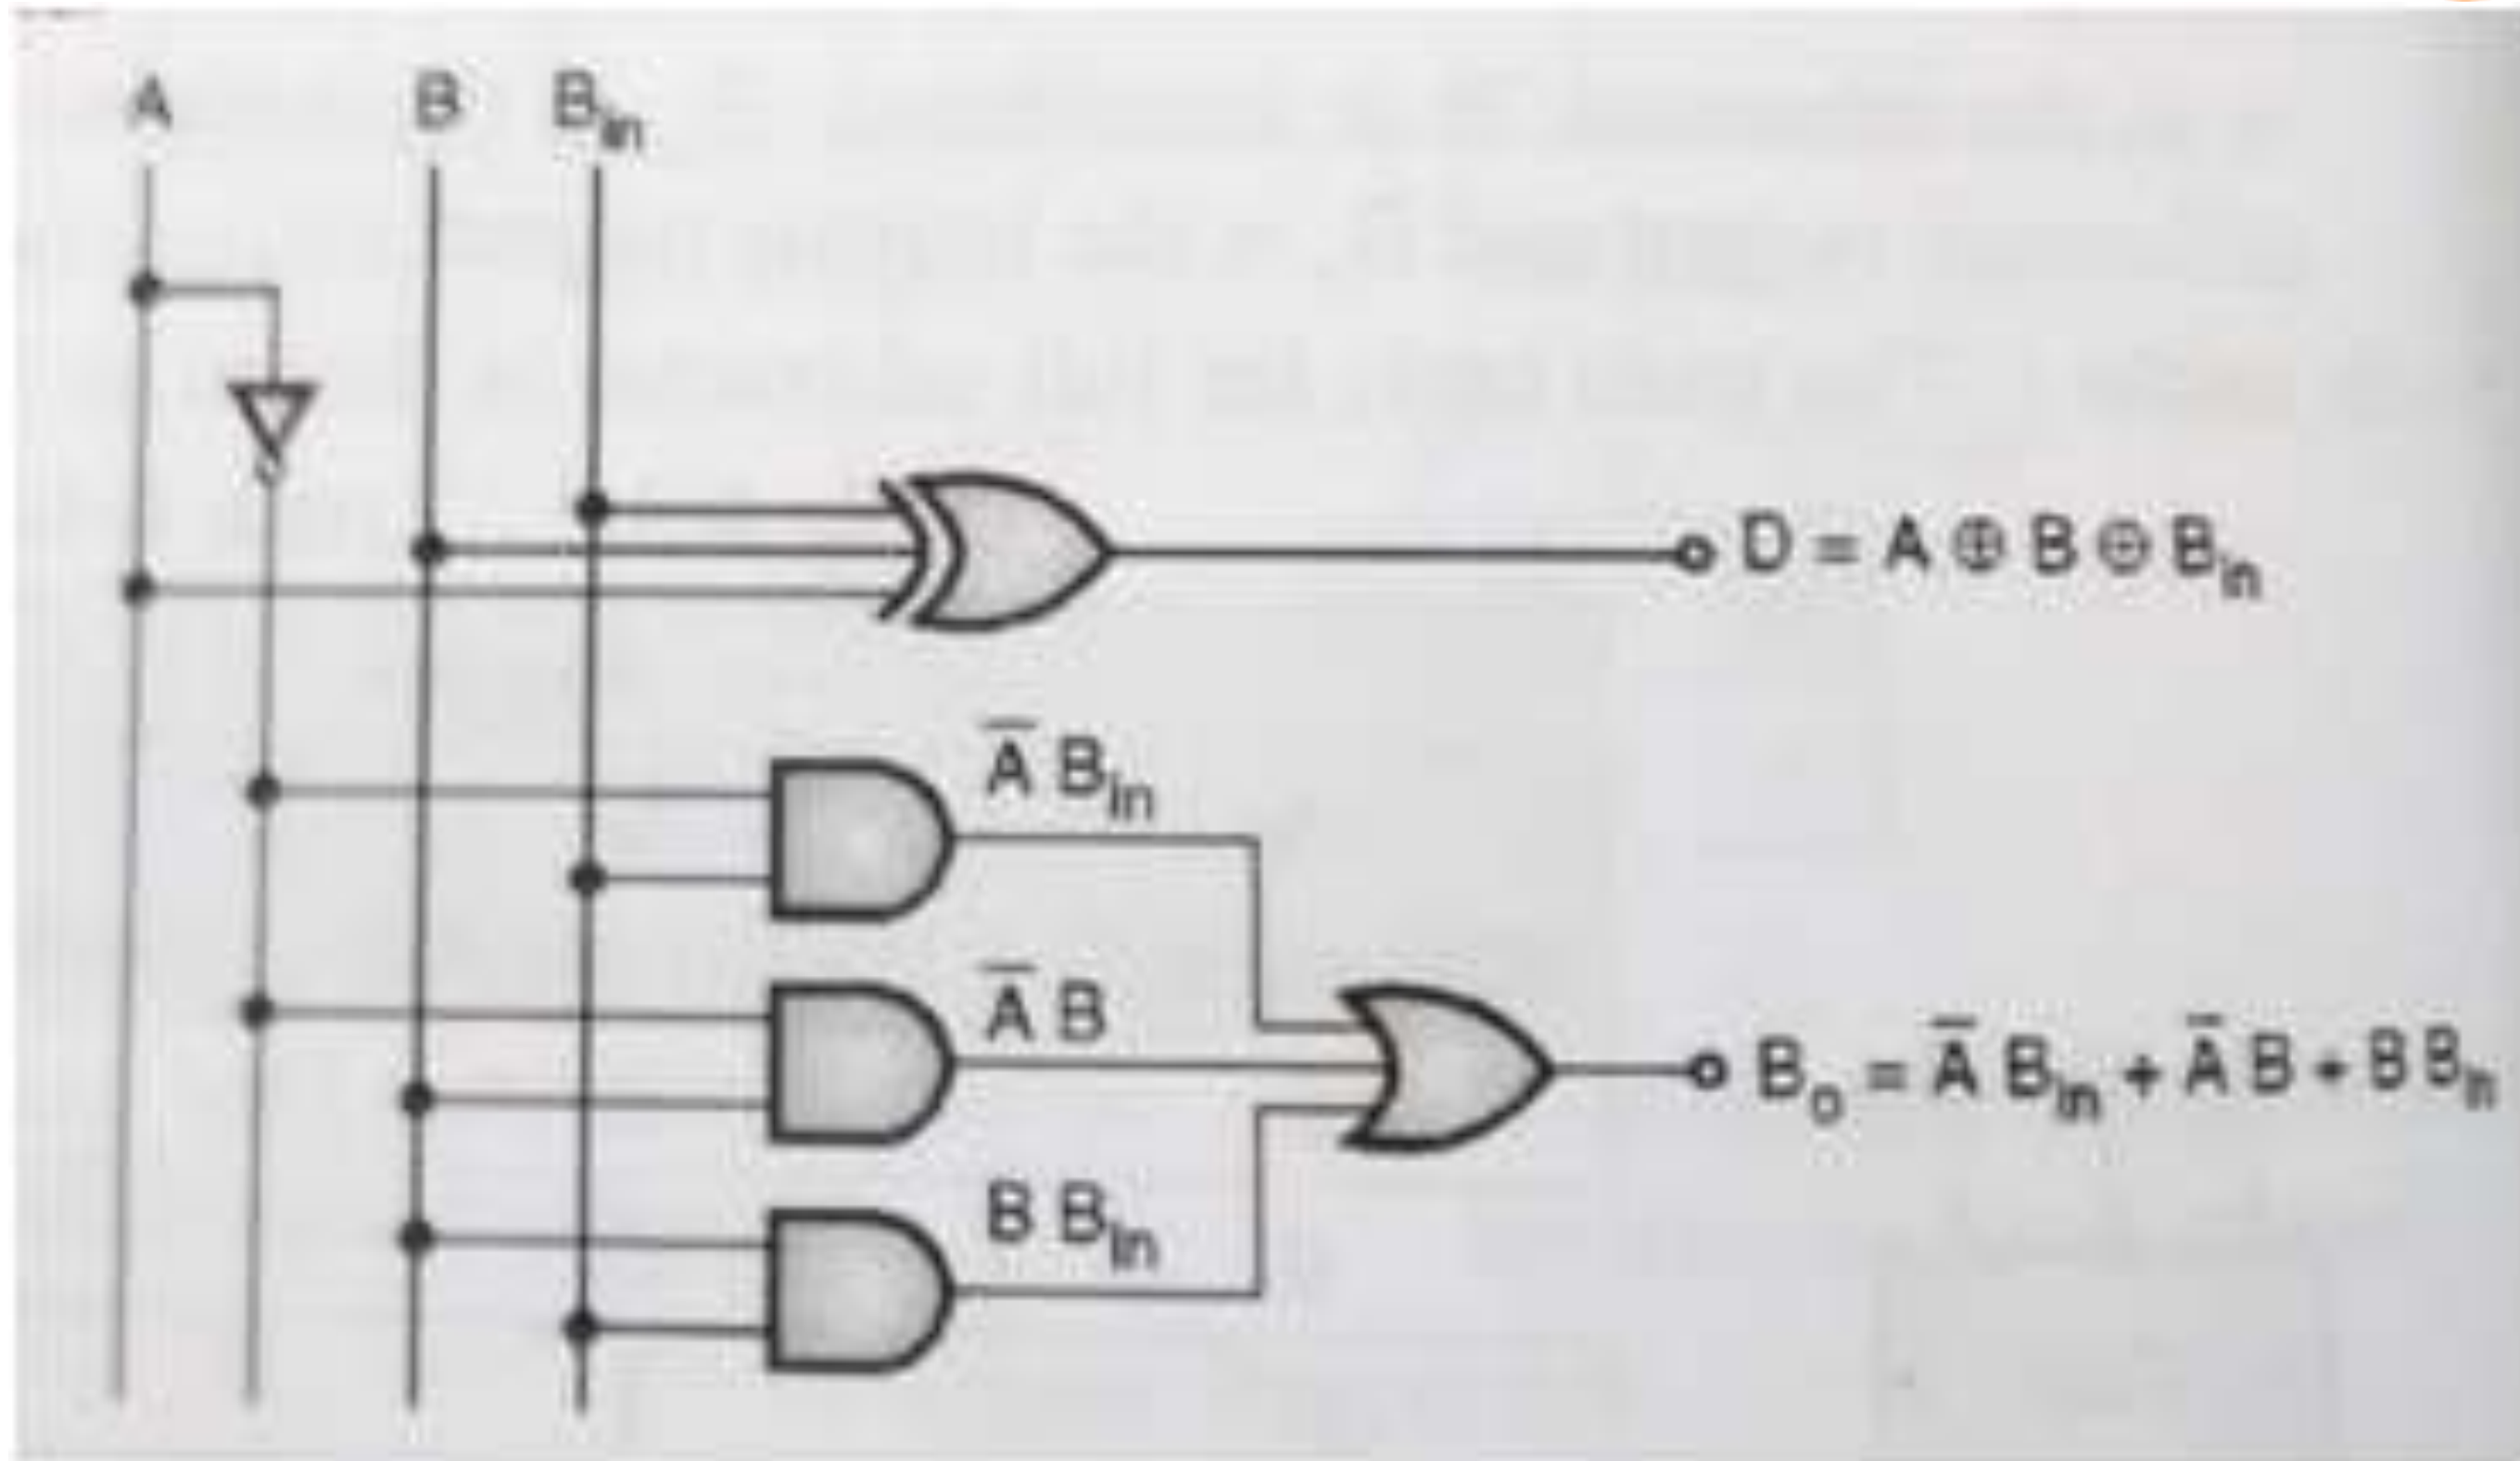 A B Bin
D = A ⊕ B ⊕ Bin
A̅ Bin
A̅ B
Bo = A̅ Bin + A̅ B + B Bin
B Bin